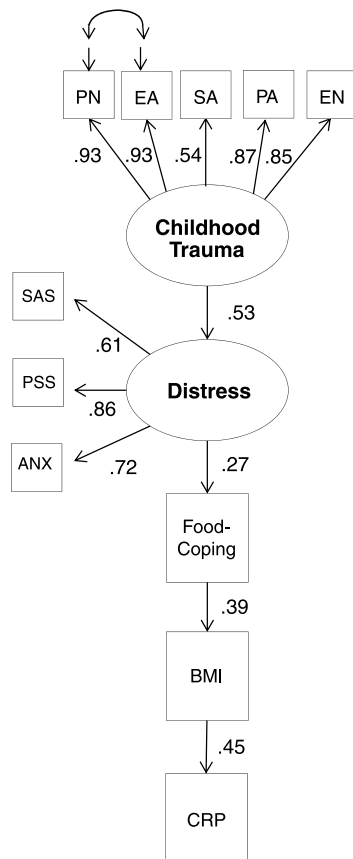 PN EA SA PA EN
.93 .93 .54 .87 .85
Childhood
Trauma
.53
SAS
.61
PSS
.86
Distress
ANX
.72
.27
Food-
Coping
.39
BMI
.45
CRP